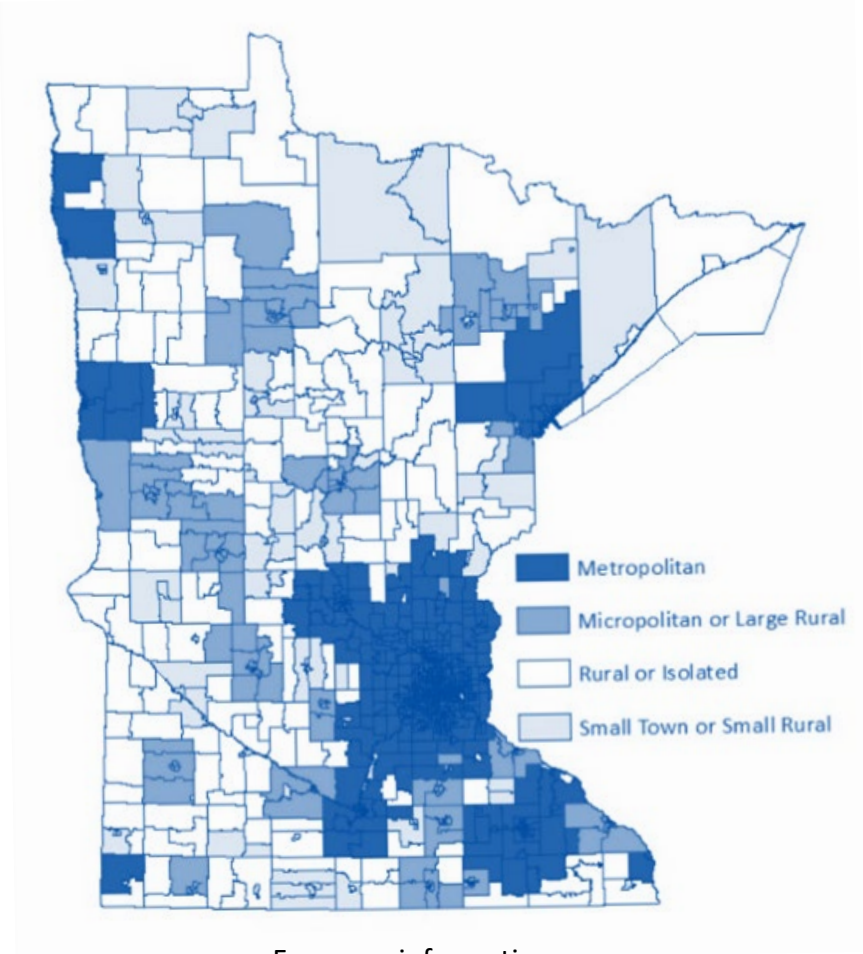 Metropolitan
Micropolitan or Large Rural
Rural or Isolated
Small Town or Small Rural